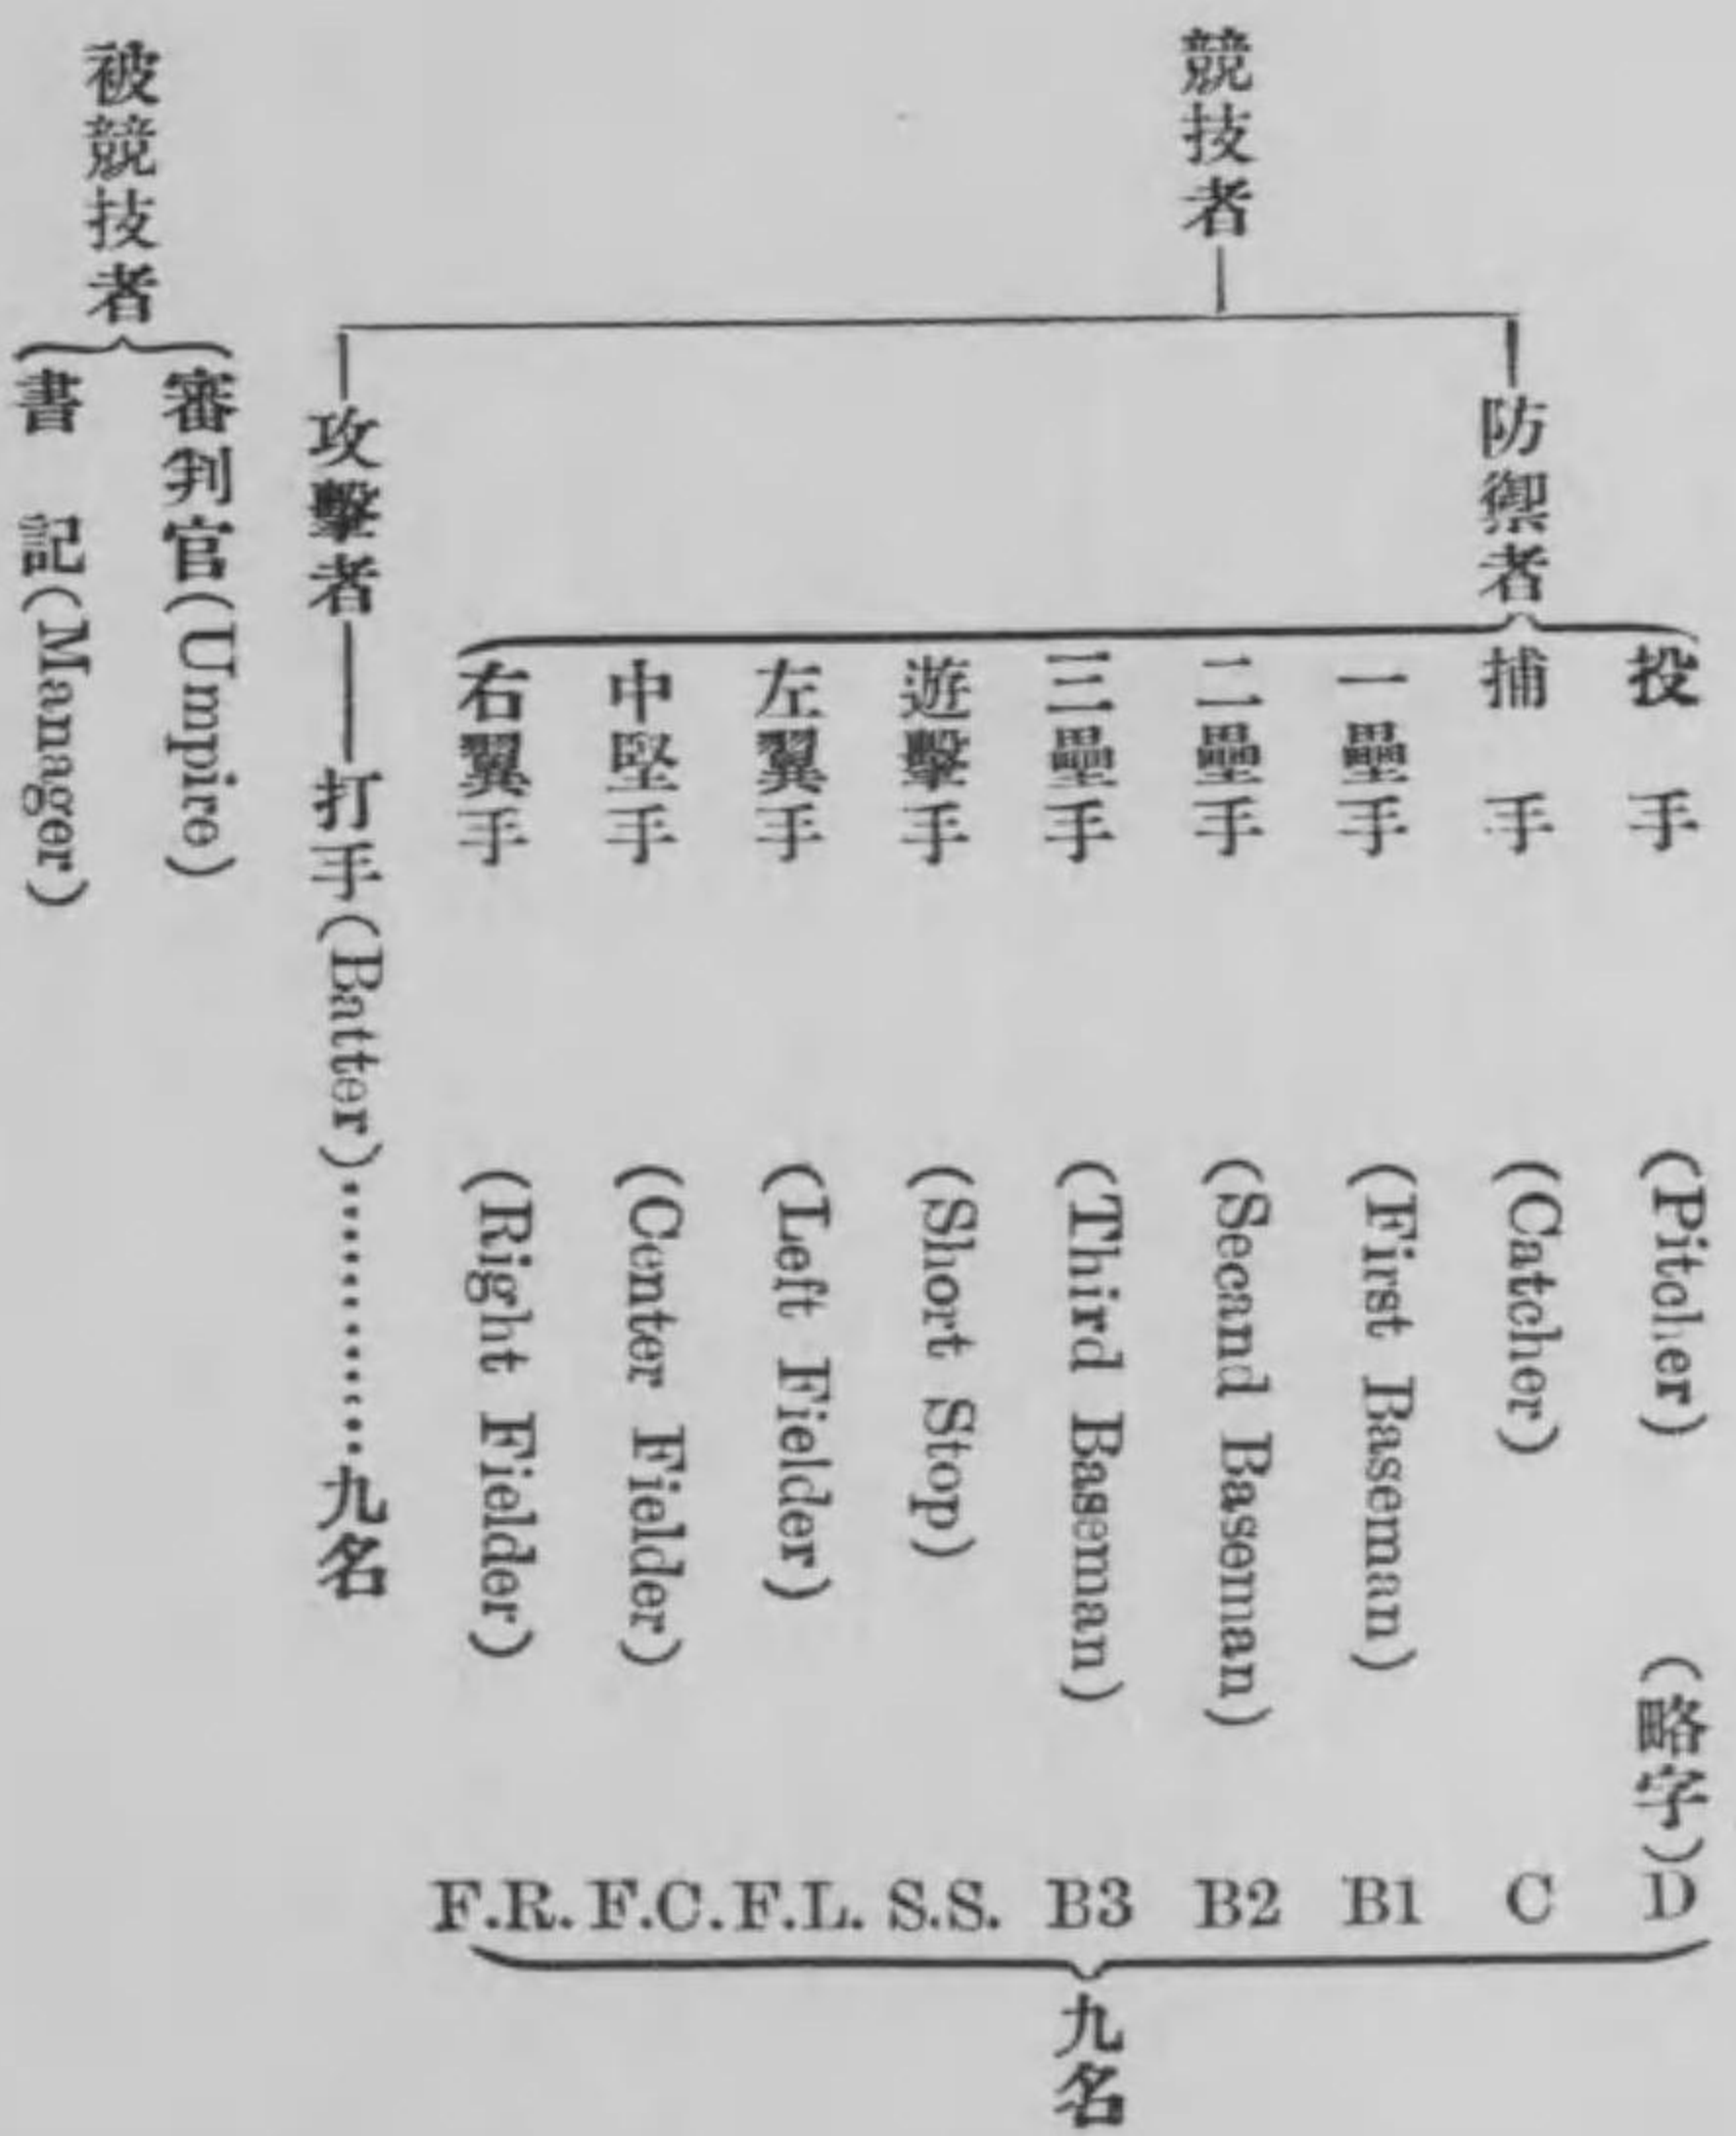 競技者
防禦者
投手 (Pitcher) (略字) D
捕手 (Catcher) C
一壘手 (First Baseman) B1
二壘手 (Secand Baseman) B2
三壘手 (Third Baseman) B3
遊擊手 (Short Stop) S.S.
左翼手 (Left Fielder) F.L.
中堅手 (Center Fielder) F.C.
右翼手 (Right Fielder) F.R.
九名
攻擊者──打手(Batter)…………九名
被競技者
審判官(Umpire)
書記(Manager)